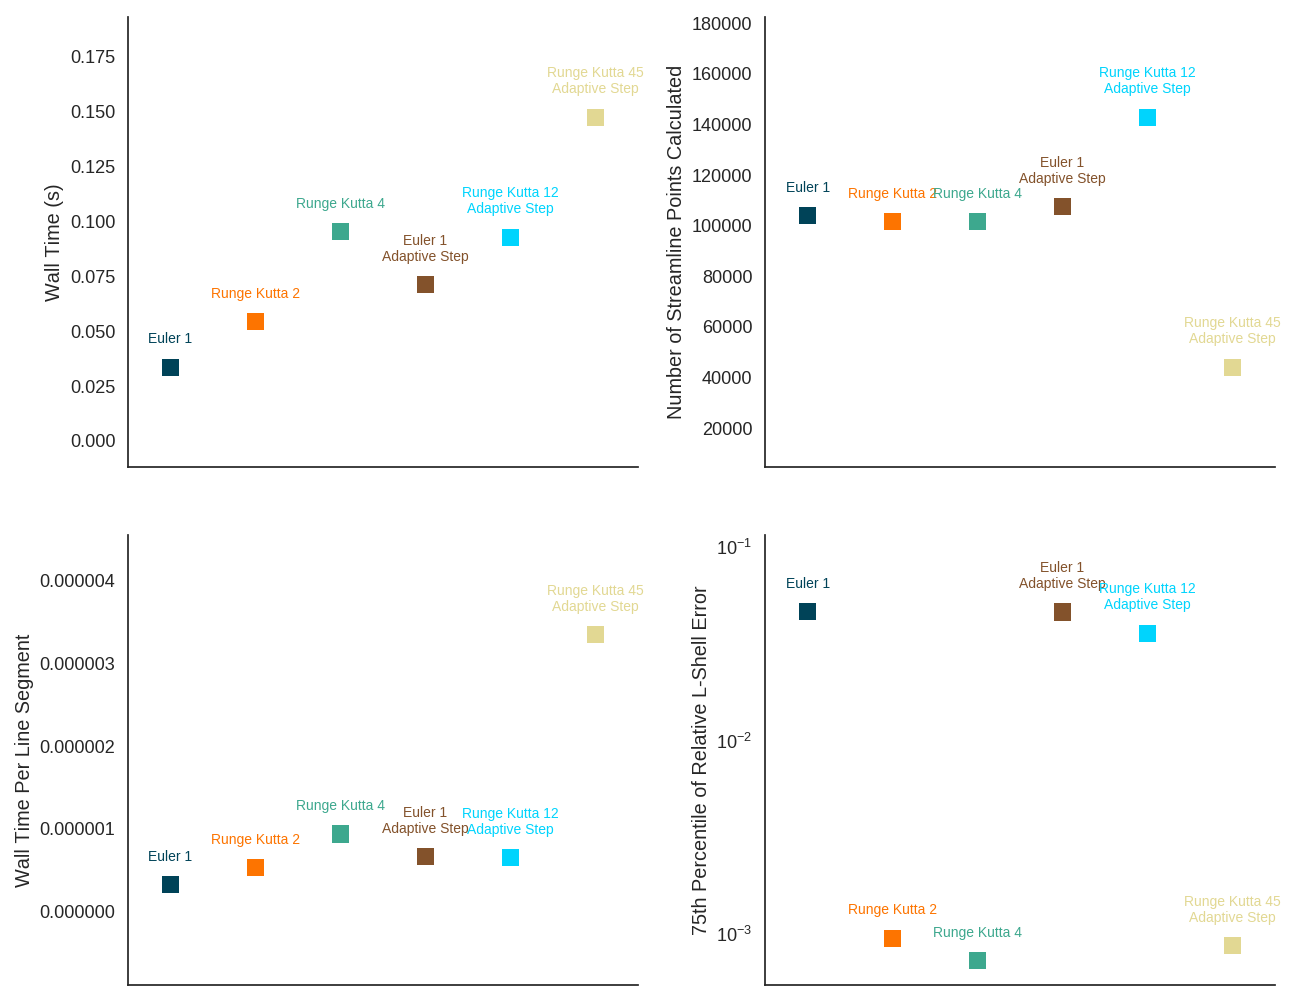 Wall Time (s)
0.175
0.150
0.125
0.100
0.075
0.050
0.025
0.000
Euler 1
Runge Kutta 2
Runge Kutta 4
Euler 1
Adaptive Step
Runge Kutta 12
Adaptive Step
Runge Kutta 45
Adaptive Step
Number of Streamline Points Calculated
180000
160000
140000
120000
100000
80000
60000
40000
20000
Euler 1
Runge Kutta 2
Runge Kutta 4
Euler 1
Adaptive Step
Runge Kutta 12
Adaptive Step
Runge Kutta 45
Adaptive Step
Wall Time Per Line Segment
0.000004
0.000003
0.000002
0.000001
0.000000
Euler 1
Runge Kutta 2
Runge Kutta 4
Euler 1
Adaptive Step
Runge Kutta 12
Adaptive Step
Runge Kutta 45
Adaptive Step
75th Percentile of Relative L-Shell Error
10⁻¹
10⁻²
10⁻³
Euler 1
Runge Kutta 2
Runge Kutta 4
Euler 1
Adaptive Step
Runge Kutta 12
Adaptive Step
Runge Kutta 45
Adaptive Step